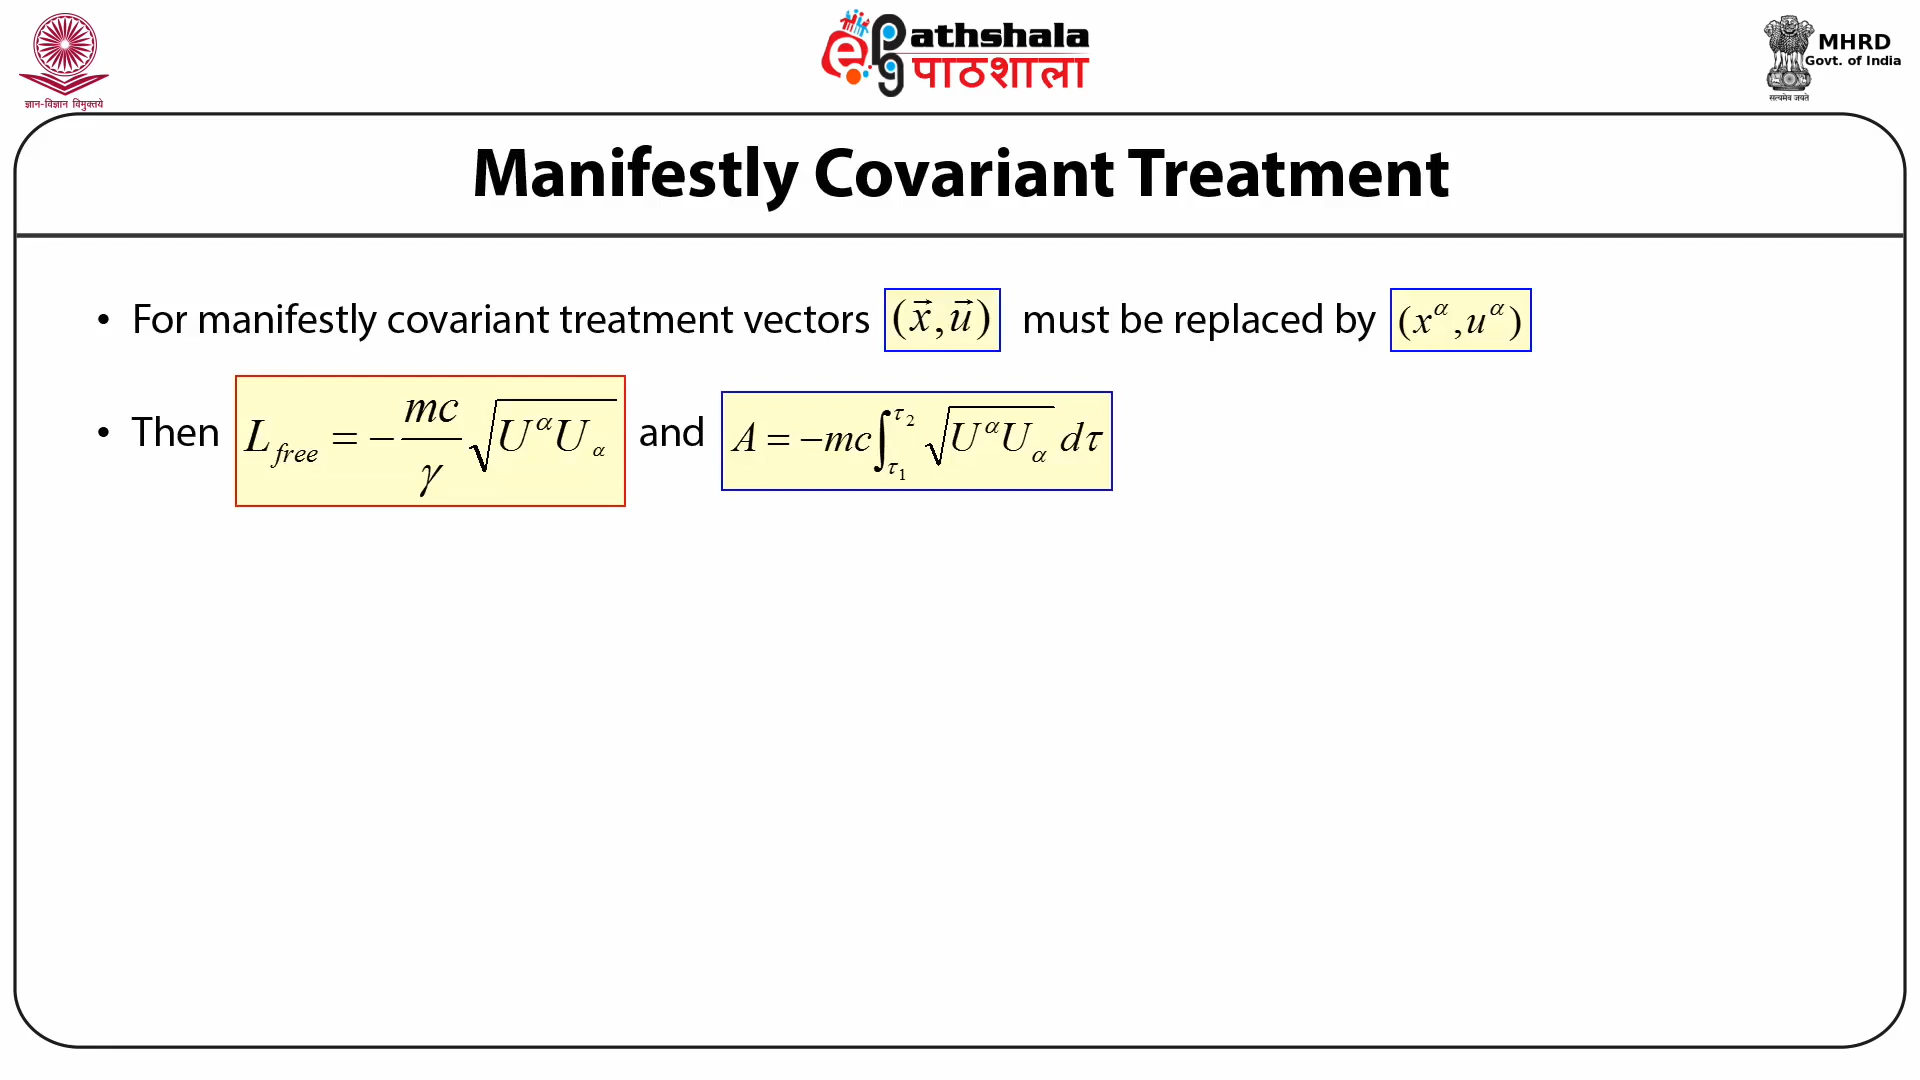 ज्ञान-विज्ञान विमुक्तये
ePG athshala
पाठशाला
MHRD
Govt. of India
सत्यमेव जयते
Manifestly Covariant Treatment
• For manifestly covariant treatment vectors (x⃗, u⃗) must be replaced by (x^α, u^α)
• Then L_free = −(mc/γ) √(U^α U_α) and A = −mc ∫_{τ₁}^{τ₂} √(U^α U_α) dτ